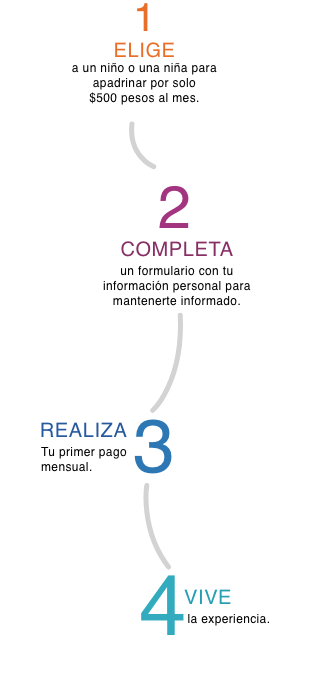 1
ELIGE
a un niño o una niña para
apadrinar por solo
$500 pesos al mes.
2
COMPLETA
un formulario con tu
información personal para
mantenerte informado.
REALIZA
3
Tu primer pago
mensual.
4
VIVE
la experiencia.